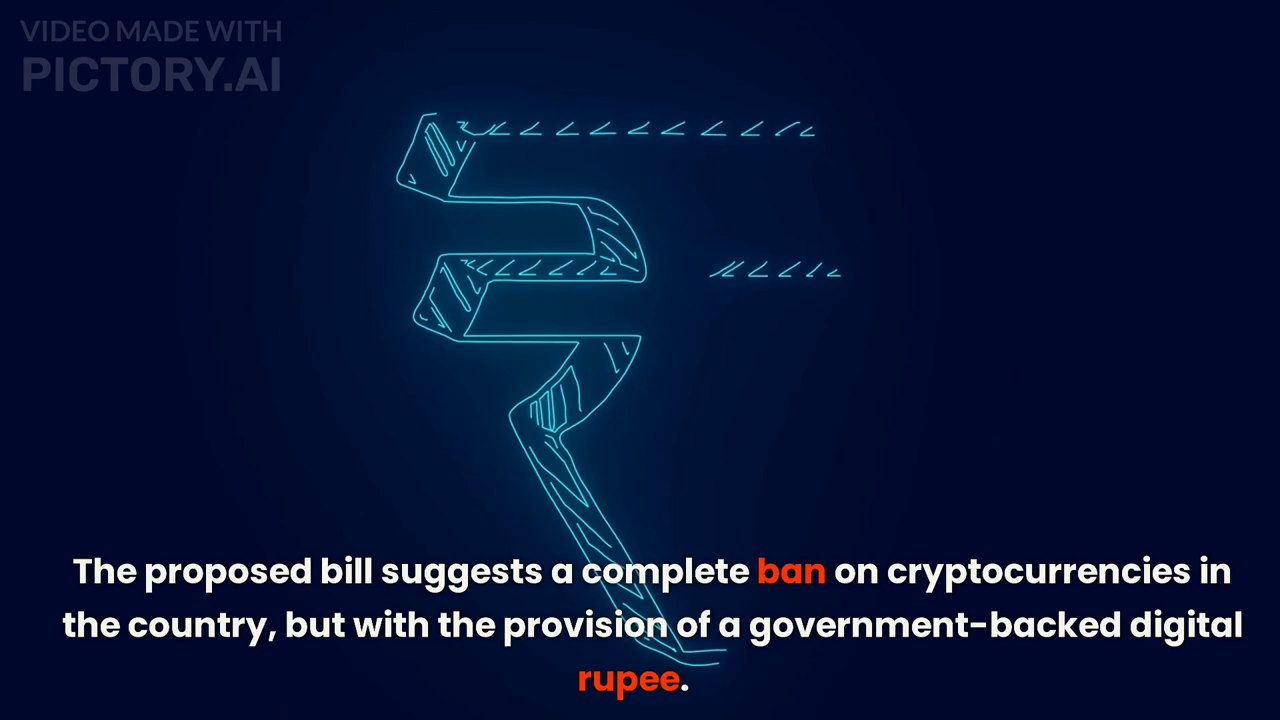 VIDEO MADE WITH
PICTORY.AI
The proposed bill suggests a complete ban on cryptocurrencies in
the country, but with the provision of a government-backed digital
rupee.